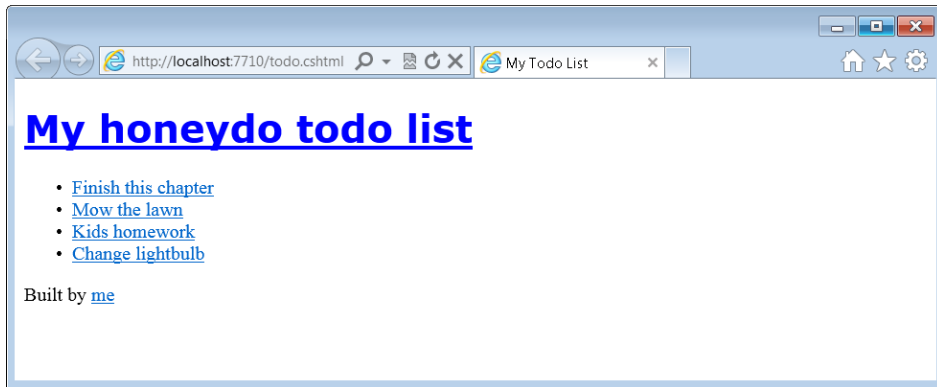 http://localhost:7710/todo.cshtml
My Todo List
My honeydo todo list
• Finish this chapter
• Mow the lawn
• Kids homework
• Change lightbulb
Built by me